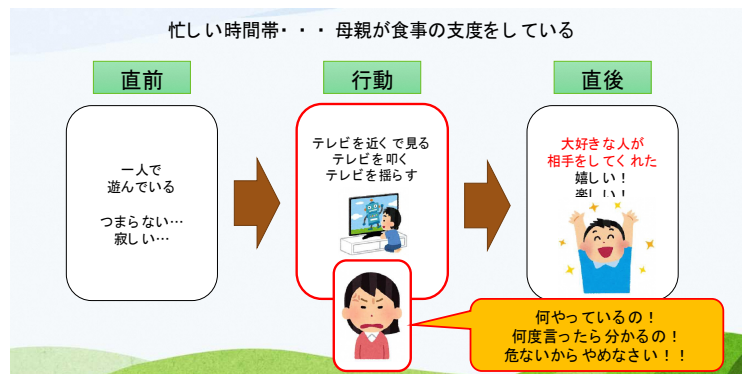 忙しい時間帯・・・ 母親が食事の支度をしている
直前
行動
直後
一人で
遊んでいる
つまらない…
寂しい…
テレビを近くで見る
テレビを叩く
テレビを揺らす
大好きな人が
相手をしてくれた
嬉しい！
楽しい！
何やっているの！
何度言ったら分かるの！
危ないからやめなさい！！